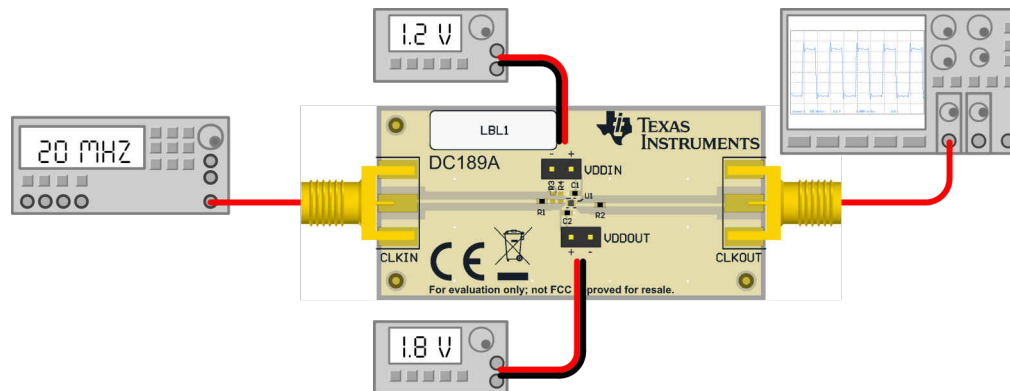 1.2 V
20 MHZ
LBL1
TEXAS
INSTRUMENTS
DC189A
- +
VDDIN
R3
R4
C1
U1
R1
C2
R2
VDDOUT
+ -
CLKIN
CLKOUT
CE
For evaluation only; not FCC approved for resale.
1.8 V